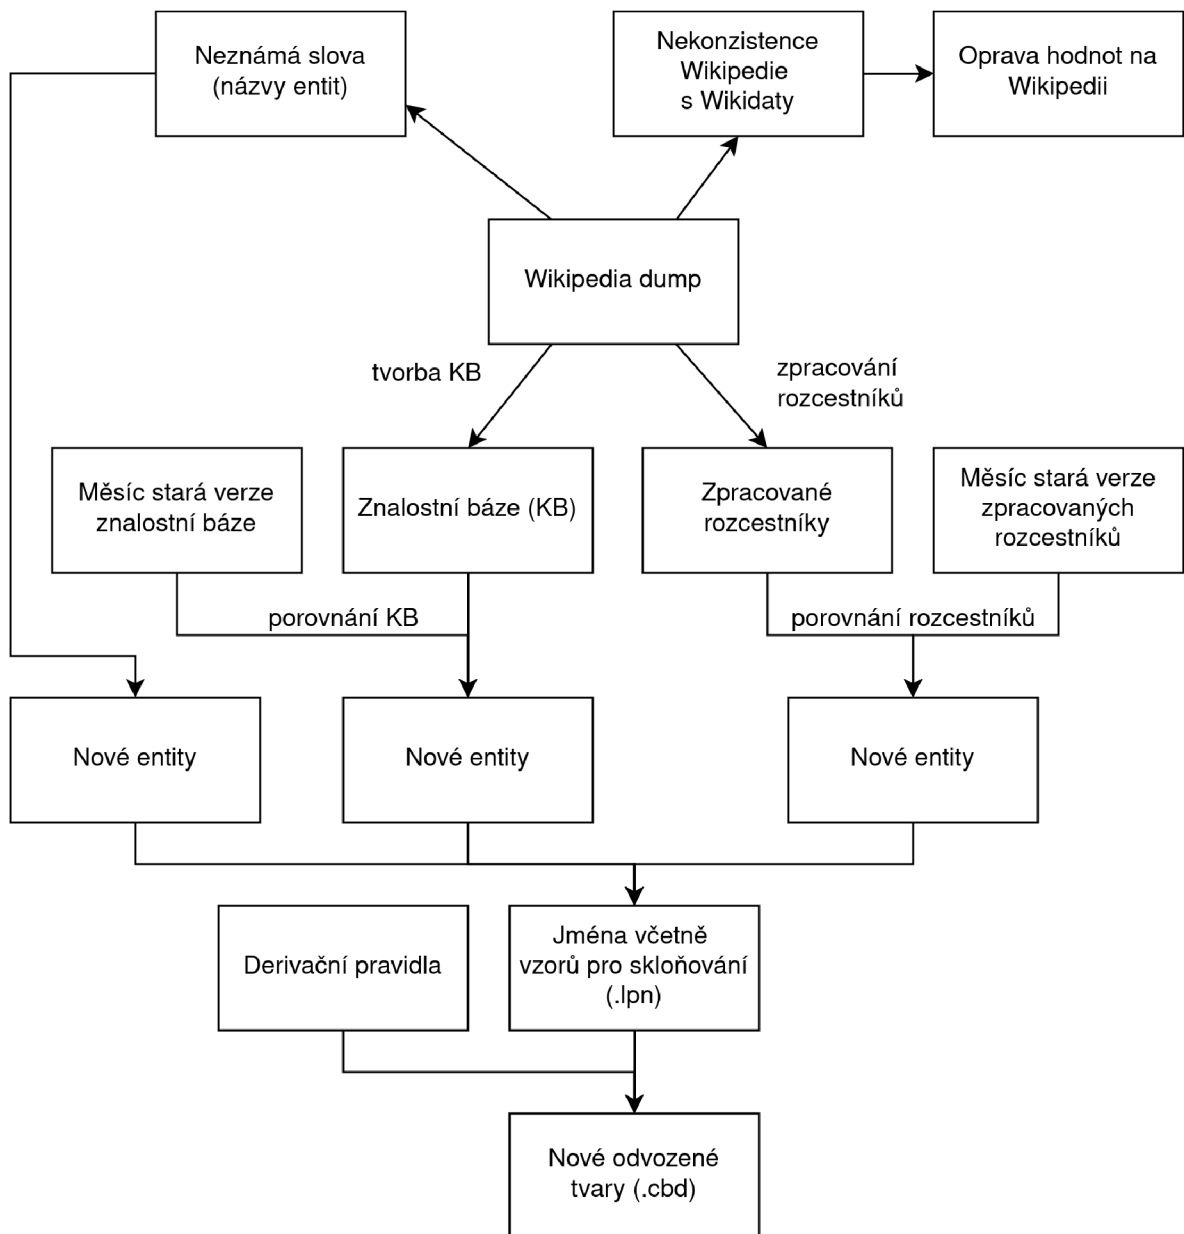 Neznámá slova
(názvy entit)
Nekonzistence
Wikipedie
s Wikidaty
Oprava hodnot na
Wikipedii
Wikipedia dump
tvorba KB
zpracování
rozcestníků
Měsíc stará verze
znalostní báze
Znalostní báze (KB)
Zpracované
rozcestníky
Měsíc stará verze
zpracovaných
rozcestníků
porovnání KB
porovnání rozcestníků
Nové entity
Nové entity
Nové entity
Derivační pravidla
Jména včetně
vzorů pro skloňování
(.lpn)
Nové odvozené
tvary (.cbd)